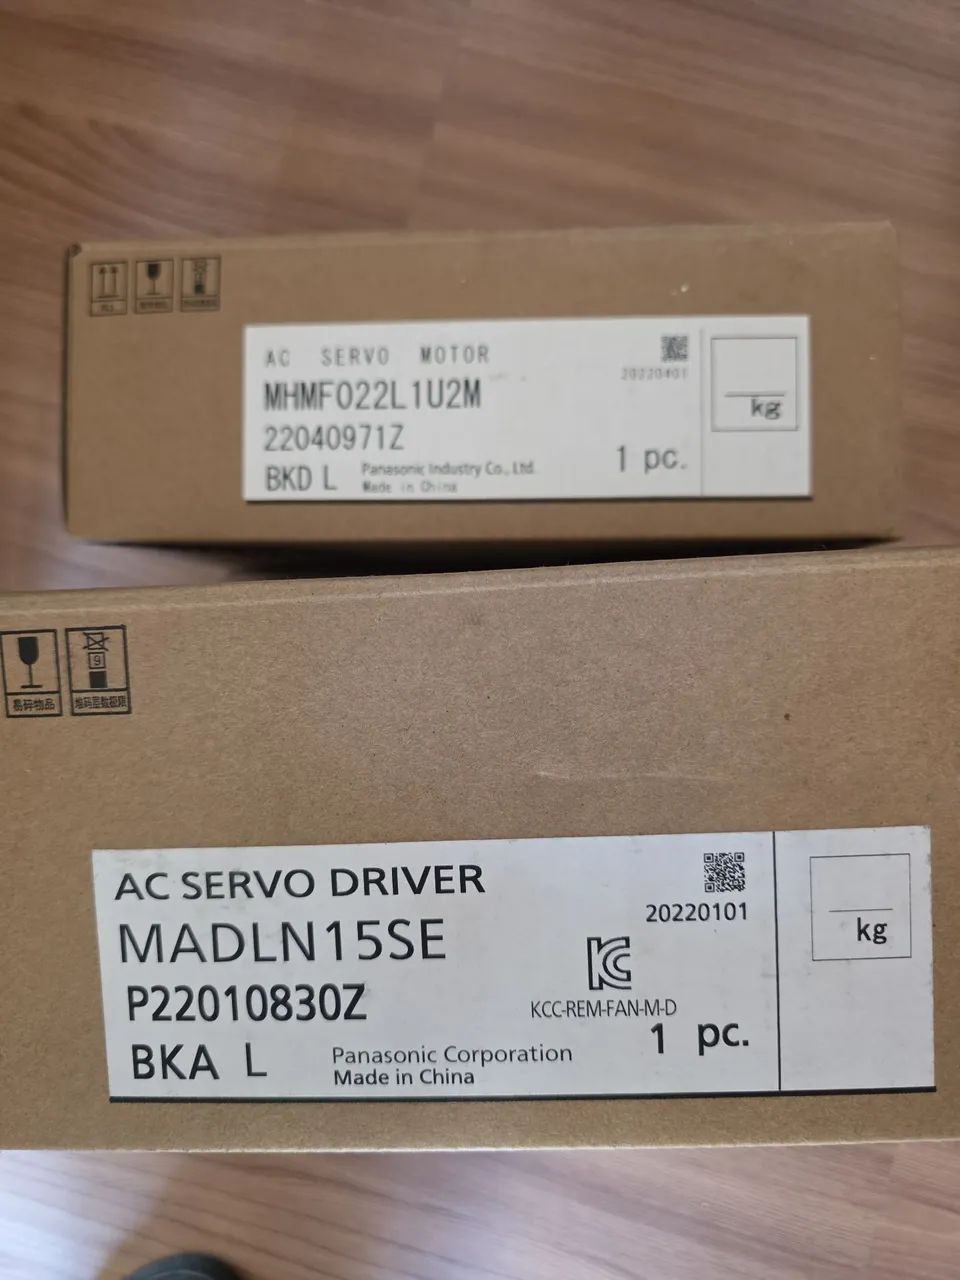 AC SERVO MOTOR
20220401
MHMF022L1U2M
kg
22040971Z
1 pc.
BKD L
Panasonic Industry Co., Ltd.
Made in China
9
易碎物品
堆码层数极限
AC SERVO DRIVER
20220101
MADLN15SE
kg
KC
P22010830Z
KCC-REM-FAN-M-D
1 pc.
BKA L
Panasonic Corporation
Made in China